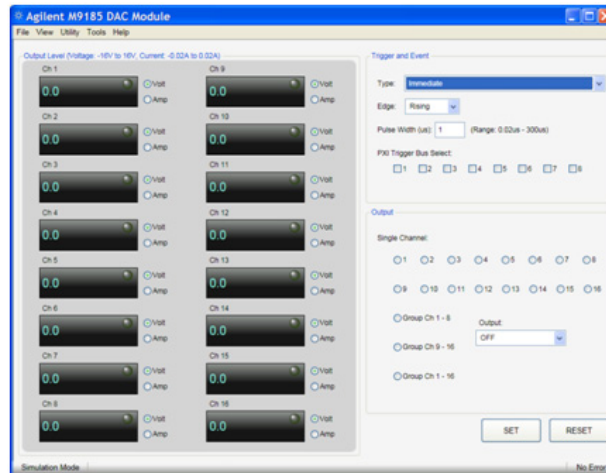 Agilent M9185 DAC Module
File View Utility Tools Help
Output Level (Voltage: -16V to 16V; Current: -0.02A to 0.02A)
Ch 1
0.0
Volt
Amp
Ch 2
0.0
Volt
Amp
Ch 3
0.0
Volt
Amp
Ch 4
0.0
Volt
Amp
Ch 5
0.0
Volt
Amp
Ch 6
0.0
Volt
Amp
Ch 7
0.0
Volt
Amp
Ch 8
0.0
Volt
Amp
Ch 9
0.0
Volt
Amp
Ch 10
0.0
Volt
Amp
Ch 11
0.0
Volt
Amp
Ch 12
0.0
Volt
Amp
Ch 13
0.0
Volt
Amp
Ch 14
0.0
Volt
Amp
Ch 15
0.0
Volt
Amp
Ch 16
0.0
Volt
Amp
Trigger and Event
Type: Immediate
Edge: Rising
Pulse Width (us): 1 (Range: 0.02us - 300us)
PXI Trigger Bus Select:
1 2 3 4 5 6 7 8
Output
Single Channel:
1 2 3 4 5 6 7 8
9 10 11 12 13 14 15 16
Group Ch 1 - 8
Output:
OFF
Group Ch 9 - 16
Group Ch 1 - 16
SET RESET
Simulation Mode
No Error